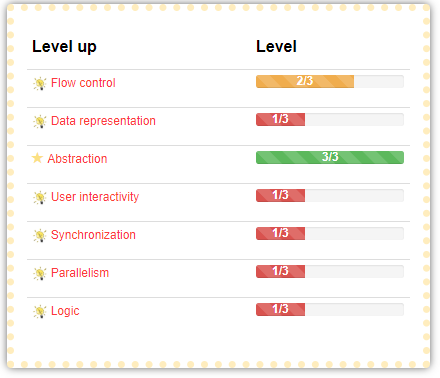 Level up Level
Flow control 2/3
Data representation 1/3
Abstraction 3/3
User interactivity 1/3
Synchronization 1/3
Parallelism 1/3
Logic 1/3